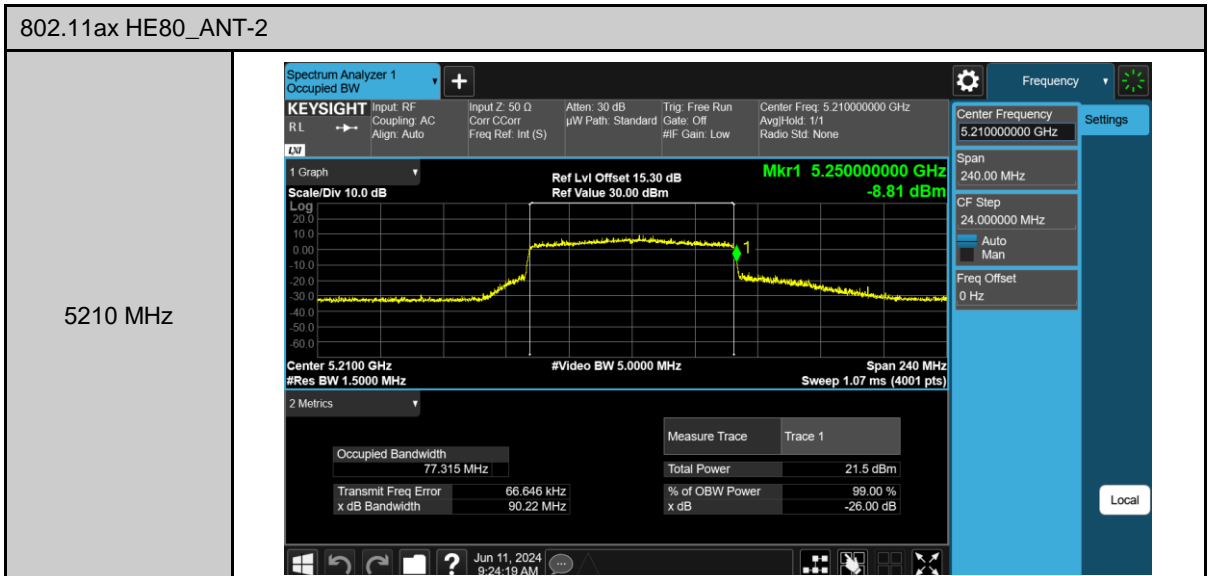 802.11ax HE80_ANT-2
5210 MHz
Spectrum Analyzer 1
Occupied BW
+
Frequency
KEYSIGHT
RL
LXI
Input: RF
Coupling: AC
Align: Auto
Input Z: 50 Ω
Corr CCorr
Freq Ref: Int (S)
Atten: 30 dB
µW Path: Standard
Trig: Free Run
Gate: Off
#IF Gain: Low
Center Freq: 5.210000000 GHz
Avg|Hold: 1/1
Radio Std: None
Center Frequency
5.210000000 GHz
Settings
Span
240.00 MHz
CF Step
24.000000 MHz
Auto
Man
Freq Offset
0 Hz
Local
1 Graph
Scale/Div 10.0 dB
Ref Lvl Offset 15.30 dB
Ref Value 30.00 dBm
Mkr1 5.250000000 GHz
-8.81 dBm
Log
20.0
10.0
0.00
-10.0
-20.0
-30.0
-40.0
-50.0
-60.0
1
Center 5.2100 GHz
#Video BW 5.0000 MHz
Span 240 MHz
#Res BW 1.5000 MHz
Sweep 1.07 ms (4001 pts)
2 Metrics
Measure Trace Trace 1
Occupied Bandwidth
77.315 MHz
Total Power 21.5 dBm
Transmit Freq Error 66.646 kHz
% of OBW Power 99.00 %
x dB Bandwidth 90.22 MHz
x dB -26.00 dB
?
Jun 11, 2024
9:24:19 AM